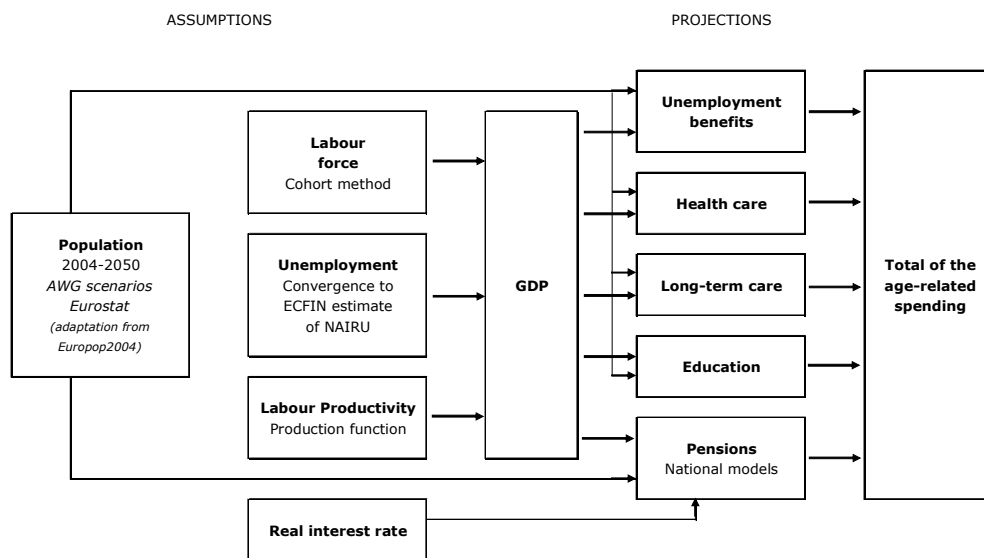 ASSUMPTIONS
PROJECTIONS
Population
2004-2050
AWG scenarios
Eurostat
(adaptation from
Europop2004)
Labour
force
Cohort method
Unemployment
Convergence to
ECFIN estimate
of NAIRU
Labour Productivity
Production function
Real interest rate
GDP
Unemployment
benefits
Health care
Long-term care
Education
Pensions
National models
Total of the
age-related
spending